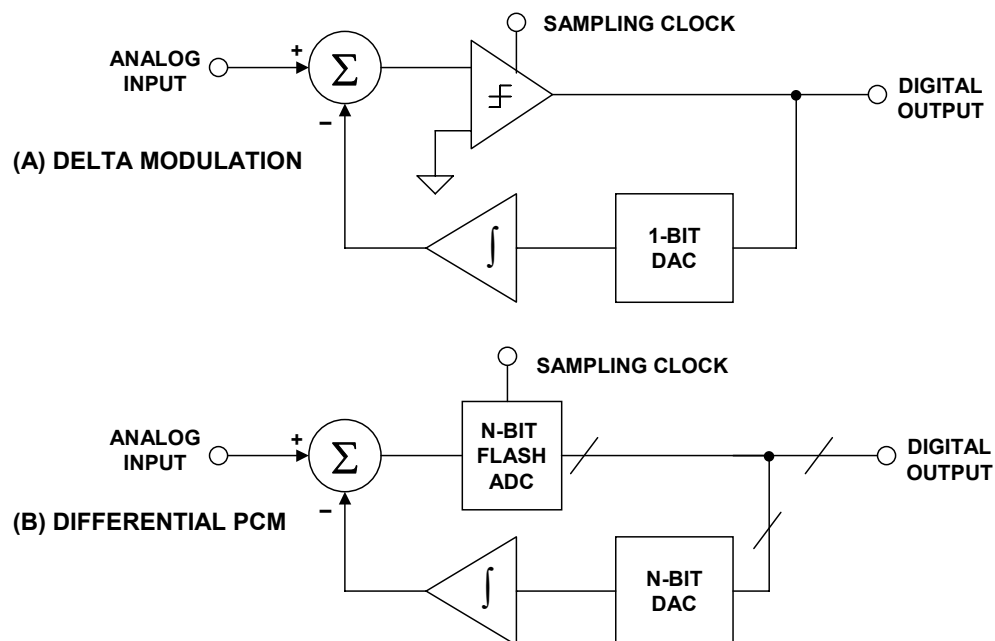 SAMPLING CLOCK
ANALOG
INPUT
+
Σ
−
DIGITAL
OUTPUT
(A) DELTA MODULATION
∫
1-BIT
DAC
SAMPLING CLOCK
ANALOG
INPUT
+
Σ
−
N-BIT
FLASH
ADC
DIGITAL
OUTPUT
(B) DIFFERENTIAL PCM
∫
N-BIT
DAC